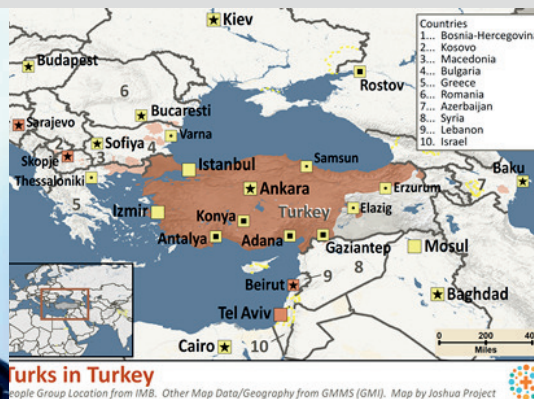 Kiev
Countries
1... Bosnia-Hercegovina
2... Kosovo
3... Macedonia
4... Bulgaria
5... Greece
6... Romania
7... Azerbaijan
8... Syria
9... Lebanon
10. Israel
Budapest
Rostov
6
Bucaresti
Sarajevo
Varna
Sofiya
4
Skopje
3
Istanbul
Samsun
Baku
7
Thessaloniki
Ankara
Erzurum
5
Izmir
Konya
Turkey
Elazig
Antalya
Adana
Gaziantep
Mosul
9
8
Beirut
Baghdad
Tel Aviv
Cairo
10
0 200 400
Miles
Turks in Turkey
People Group Location from IMB. Other Map Data/Geography from GMMS (GMI). Map by Joshua Project